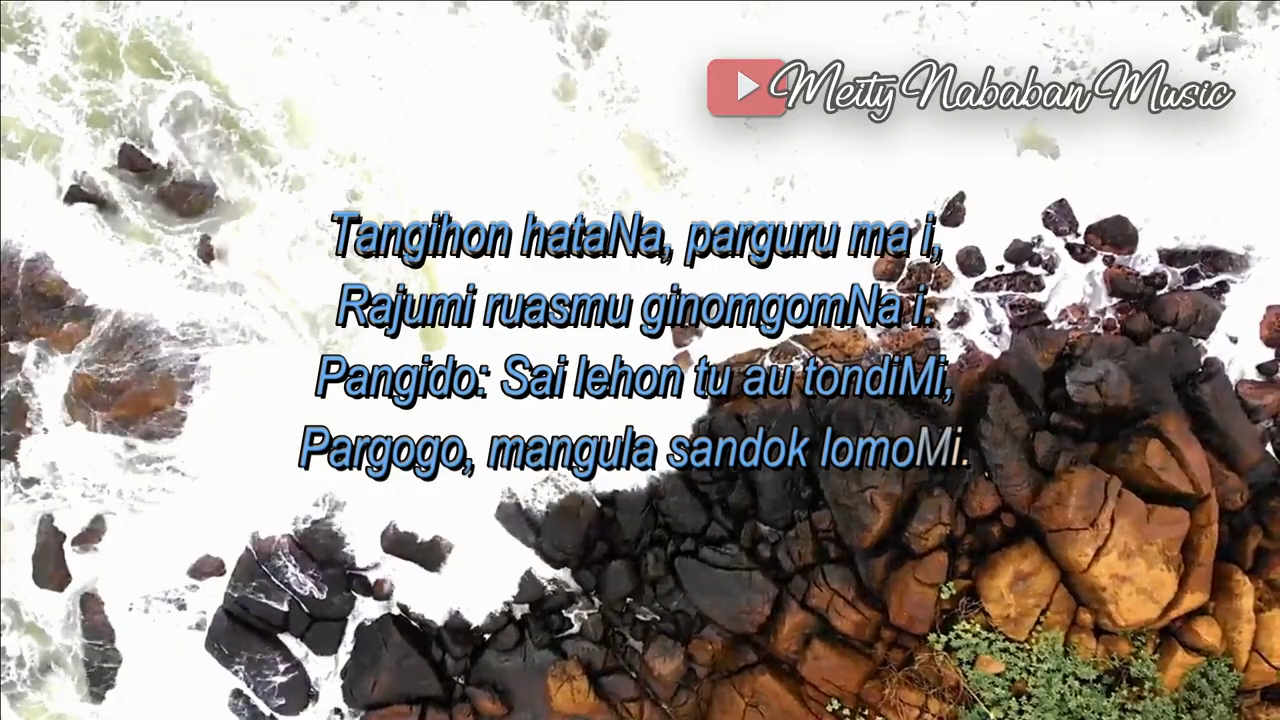 Meity Nababan Music
Tangihon hataNa, parguru ma i,
Rajumi ruasmu ginomgomNa i.
Pangido: Sai lehon tu au tondiMi,
Pargogo, mangula sandok lomoMi.